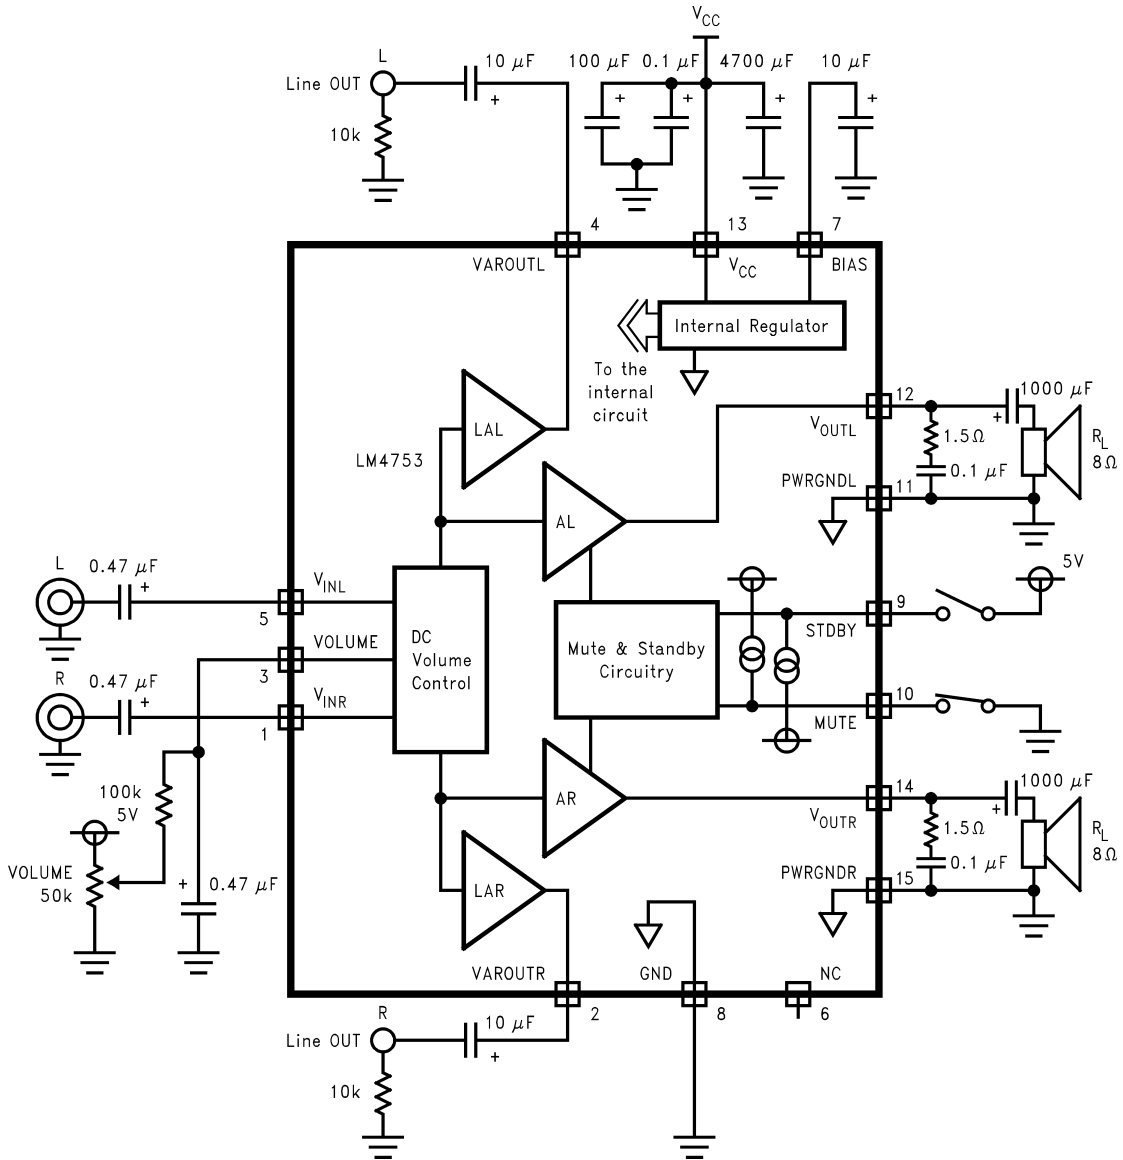 V_CC
L
10 μF
100 μF
0.1 μF
4700 μF
10 μF
Line OUT
+
+
+
+
+
10k
4
13
7
VAROUTL
V_CC
BIAS
Internal Regulator
To the
internal
circuit
12
1000 μF
+
V_OUTL
1.5Ω
R_L
8Ω
LAL
LM4753
0.1 μF
PWRGNDL
11
AL
L
0.47 μF
+
V_INL
5V
5
9
STDBY
VOLUME
DC
Volume
Control
Mute & Standby
Circuitry
3
R
0.47 μF
+
V_INR
10
MUTE
1
14
1000 μF
+
100k
5V
AR
V_OUTR
1.5Ω
R_L
8Ω
0.1 μF
VOLUME
50k
+
0.47 μF
LAR
PWRGNDR
15
VAROUTR
GND
NC
2
8
6
R
10 μF
Line OUT
+
10k